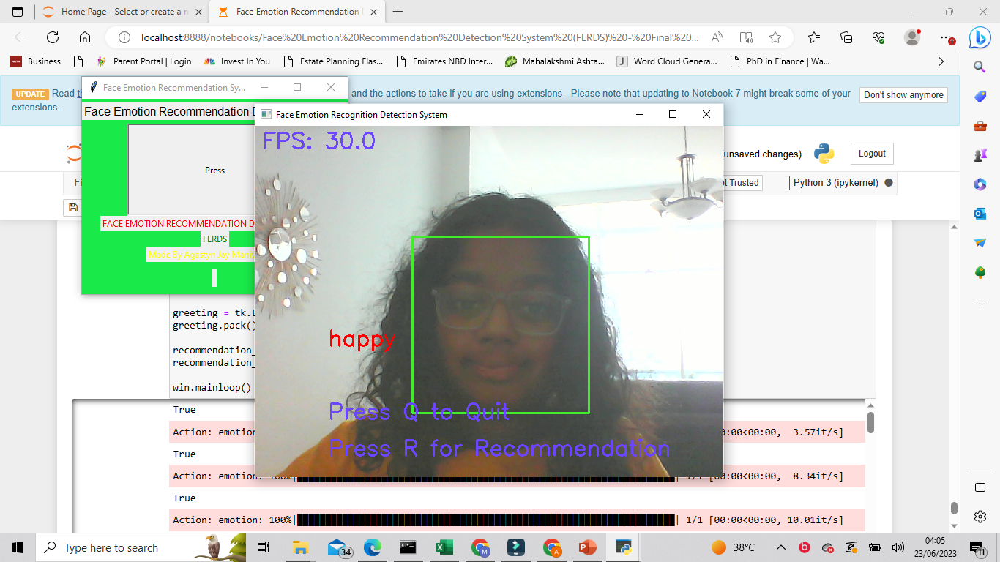 Home Page - Select or create a n
Face Emotion Recommendation
localhost:8888/notebooks/Face%20Emotion%20Recommendation%20Detection%20System%20(FERDS)%20-%20Final%20...
Business
Parent Portal | Login
Invest In You
Estate Planning Flas...
Emirates NBD Inter...
Mahalakshmi Ashta...
Word Cloud Genera...
PhD in Finance | Wa...
UPDATE Read
and the actions to take if you are using extensions - Please note that updating to Notebook 7 might break some of your
extensions.
Don't show anymore
Face Emotion Recommendation Sy...
Face Emotion Recommendation D
Press
FACE EMOTION RECOMMENDATION D
FERDS
Made By Agastyn Jay Mana
Face Emotion Recognition Detection System
FPS: 30.0
happy
Press Q to Quit
Press R for Recommendation
(unsaved changes)
Logout
Fi
t Trusted
Python 3 (ipykernel)
greeting = tk.L
greeting.pack()
recommendation_
recommendation_
win.mainloop()
True
Action: emotion
0:00<00:00, 3.57it/s]
True
Action: emotion: 100%| | 1/1 [00:00<00:00, 8.34it/s]
True
Action: emotion: 100%| | 1/1 [00:00<00:00, 10.01it/s]
Type here to search
34
38°C
04:05
23/06/2023
11